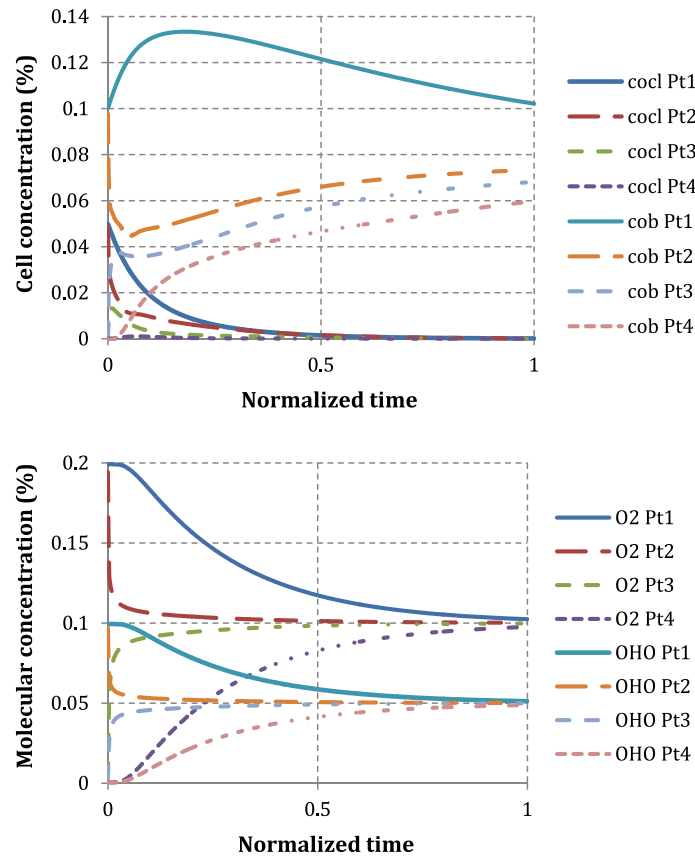 Cell concentration (%)
0.14
0.12
0.1
0.08
0.06
0.04
0.02
0
0 0.5 1
Normalized time
cocl Pt1
cocl Pt2
cocl Pt3
cocl Pt4
cob Pt1
cob Pt2
cob Pt3
cob Pt4
Molecular concentration (%)
0.2
0.15
0.1
0.05
0
0 0.5 1
Normalized time
O2 Pt1
O2 Pt2
O2 Pt3
O2 Pt4
OHO Pt1
OHO Pt2
OHO Pt3
OHO Pt4